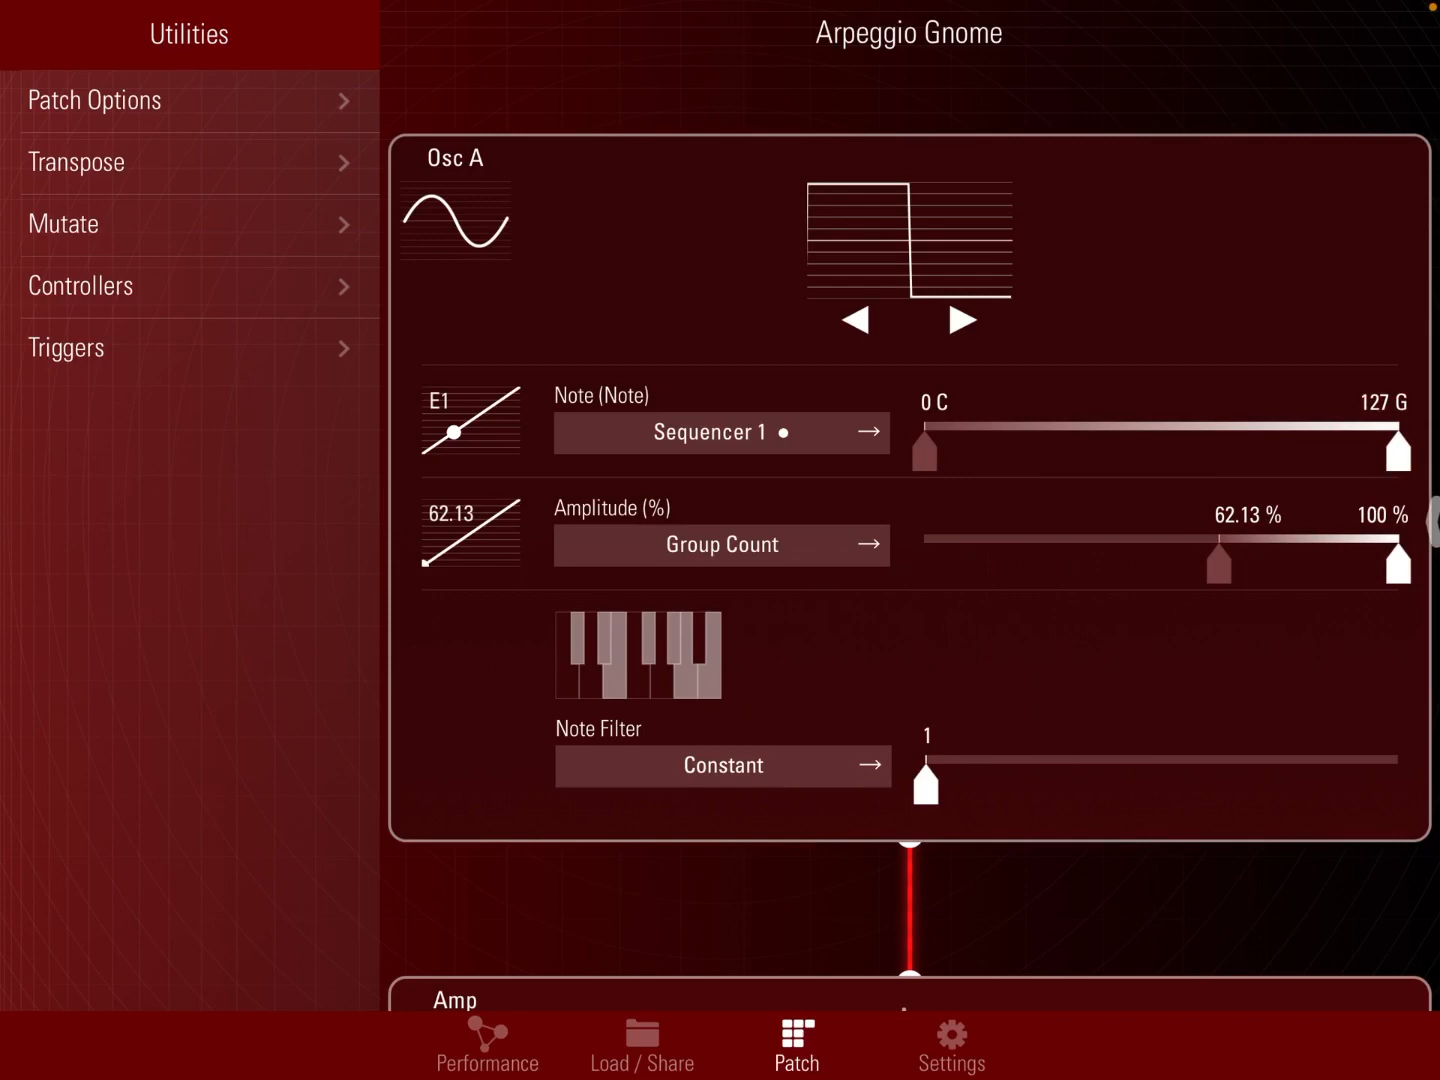 Utilities
Arpeggio Gnome
Patch Options
Transpose
Mutate
Controllers
Triggers
Osc A
E1
Note (Note)
Sequencer 1 ● →
0 C
127 G
62.13
Amplitude (%)
Group Count →
62.13 %
100 %
Note Filter
Constant →
1
Amp
Performance
Load / Share
Patch
Settings